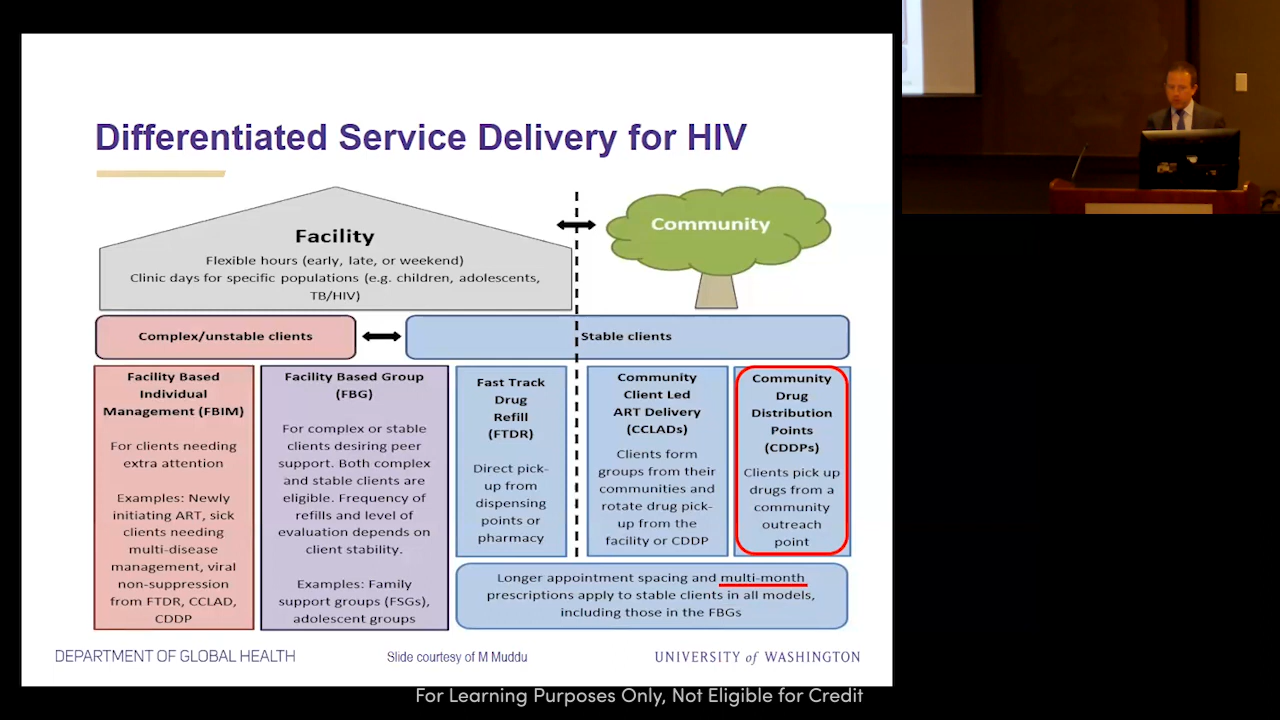 Differentiated Service Delivery for HIV
Facility
Flexible hours (early, late, or weekend)
Clinic days for specific populations (e.g. children, adolescents,
TB/HIV)
Community
Complex/unstable clients
Stable clients
Facility Based
Individual
Management (FBIM)
For clients needing
extra attention
Examples: Newly
initiating ART, sick
clients needing
multi-disease
management, viral
non-suppression
from FTDR, CCLAD,
CDDP
Facility Based Group
(FBG)
For complex or stable
clients desiring peer
support. Both complex
and stable clients are
eligible. Frequency of
refills and level of
evaluation depends on
client stability.
Examples: Family
support groups (FSGs),
adolescent groups
Fast Track
Drug
Refill
(FTDR)
Direct pick-
up from
dispensing
points or
pharmacy
Community
Client Led
ART Delivery
(CCLADs)
Clients form
groups from their
communities and
rotate drug pick-
up from the
facility or CDDP
Community
Drug
Distribution
Points
(CDDPs)
Clients pick up
drugs from a
community
outreach
point
Longer appointment spacing and multi-month
prescriptions apply to stable clients in all models,
including those in the FBGs
DEPARTMENT OF GLOBAL HEALTH
Slide courtesy of M Muddu
UNIVERSITY of WASHINGTON
For Learning Purposes Only, Not Eligible for Credit